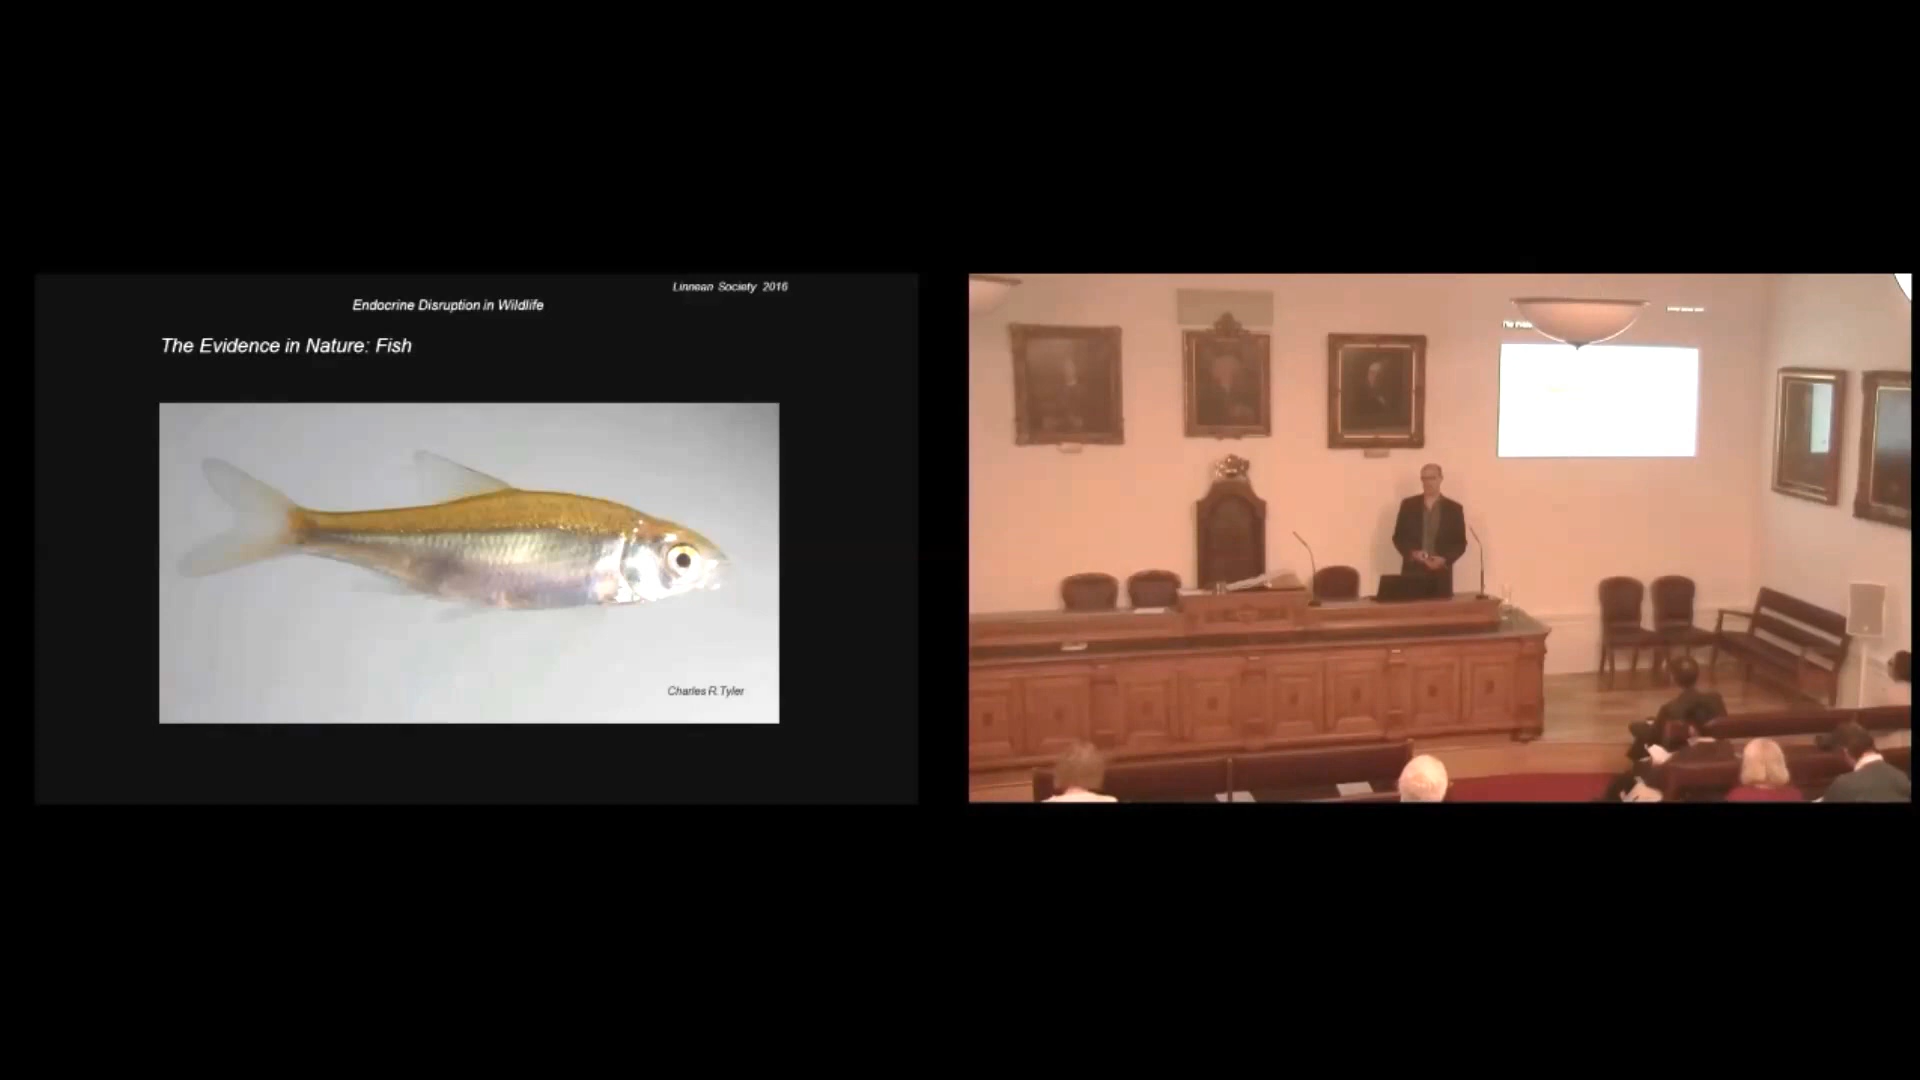 Linnean Society 2016
Endocrine Disruption in Wildlife
The Evidence in Nature: Fish
Charles R.Tyler